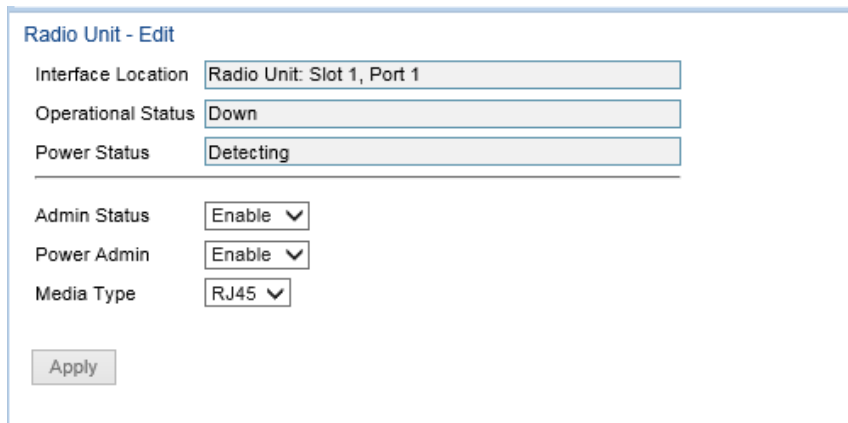 Radio Unit - Edit
Interface Location Radio Unit: Slot 1, Port 1
Operational Status Down
Power Status Detecting
Admin Status Enable
Power Admin Enable
Media Type RJ45
Apply